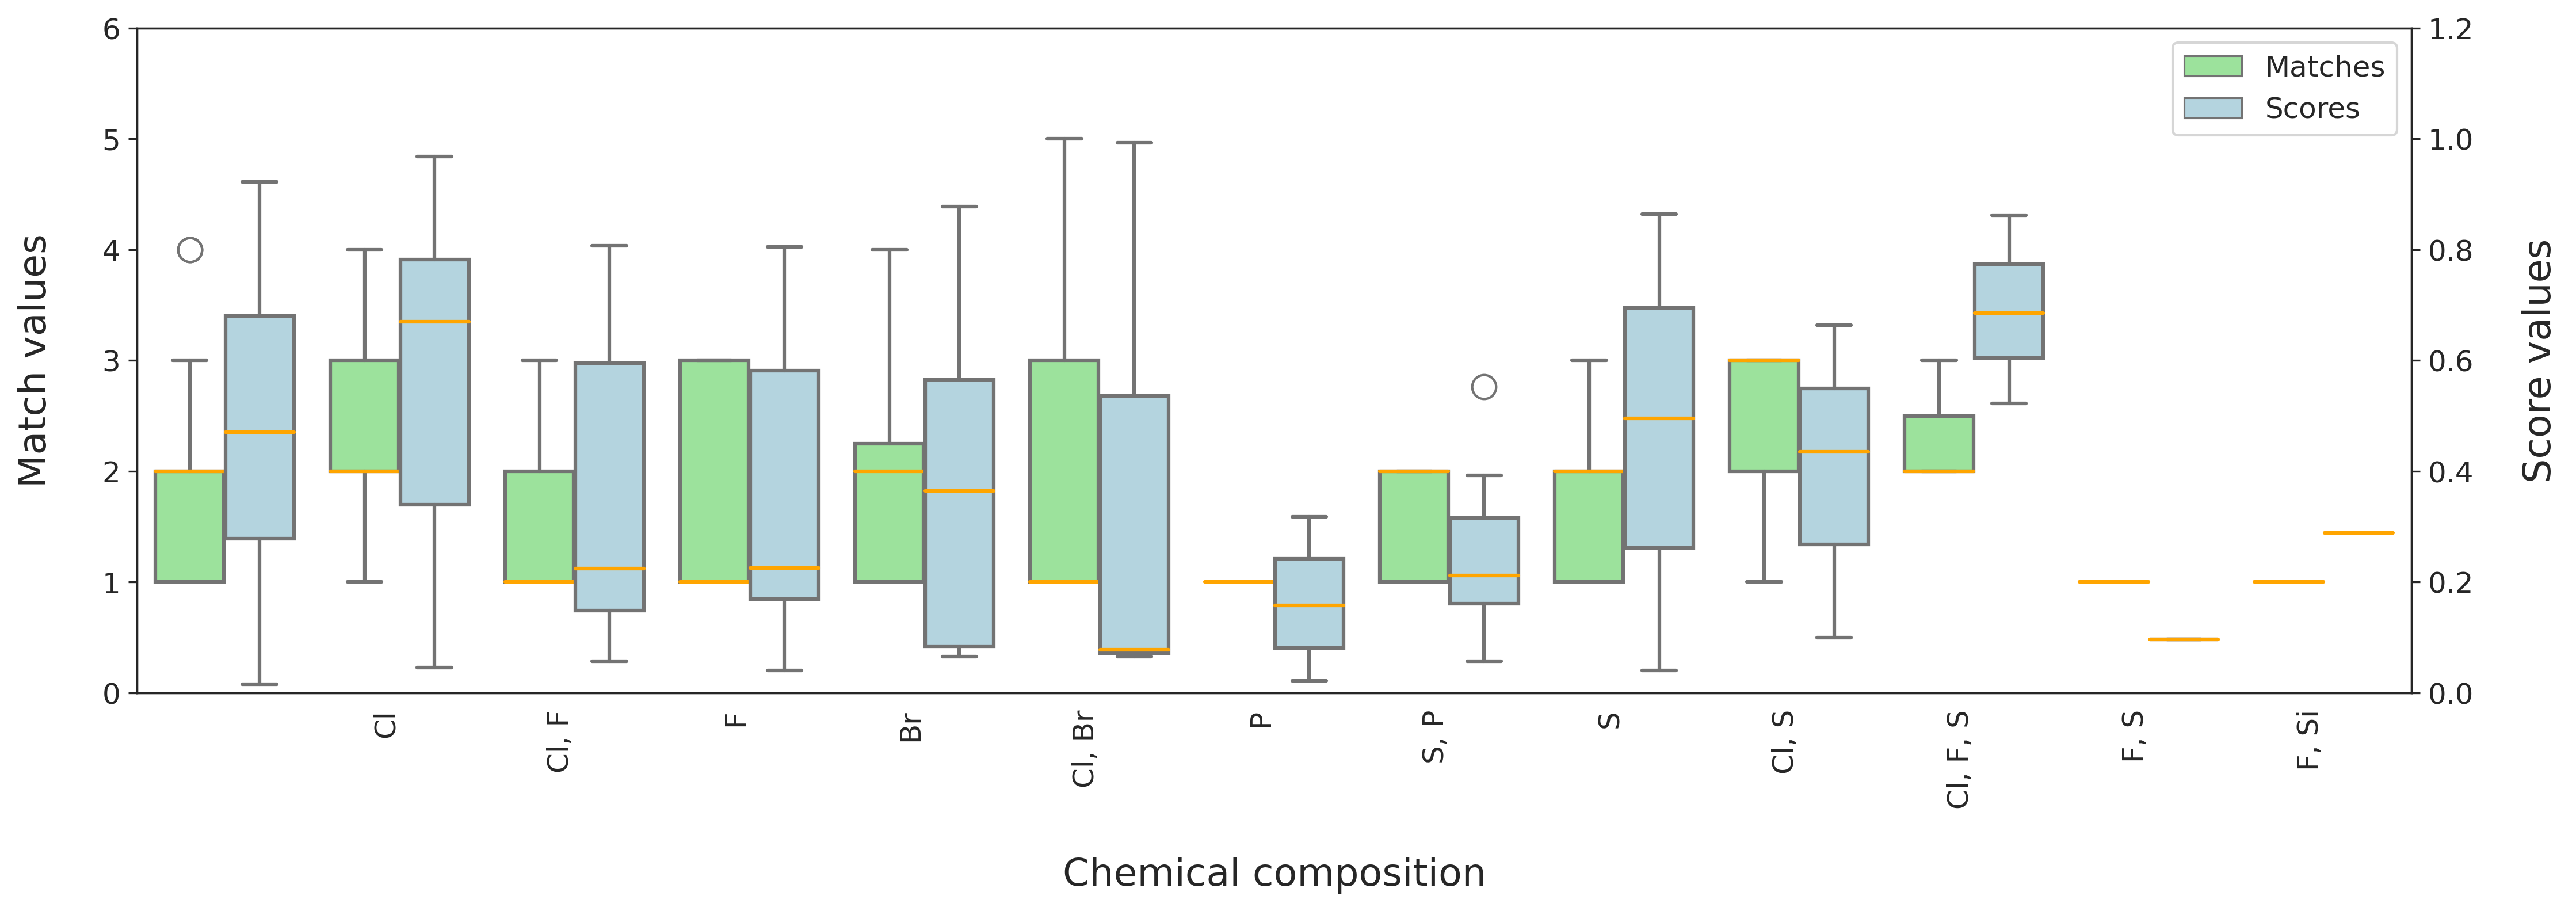 6
5
4
3
2
1
0
Match values
1.2
1.0
0.8
0.6
0.4
0.2
0.0
Score values
Matches
Scores
Cl
Cl, F
F
Br
Cl, Br
P
S, P
S
Cl, S
Cl, F, S
F, S
F, Si
Chemical composition